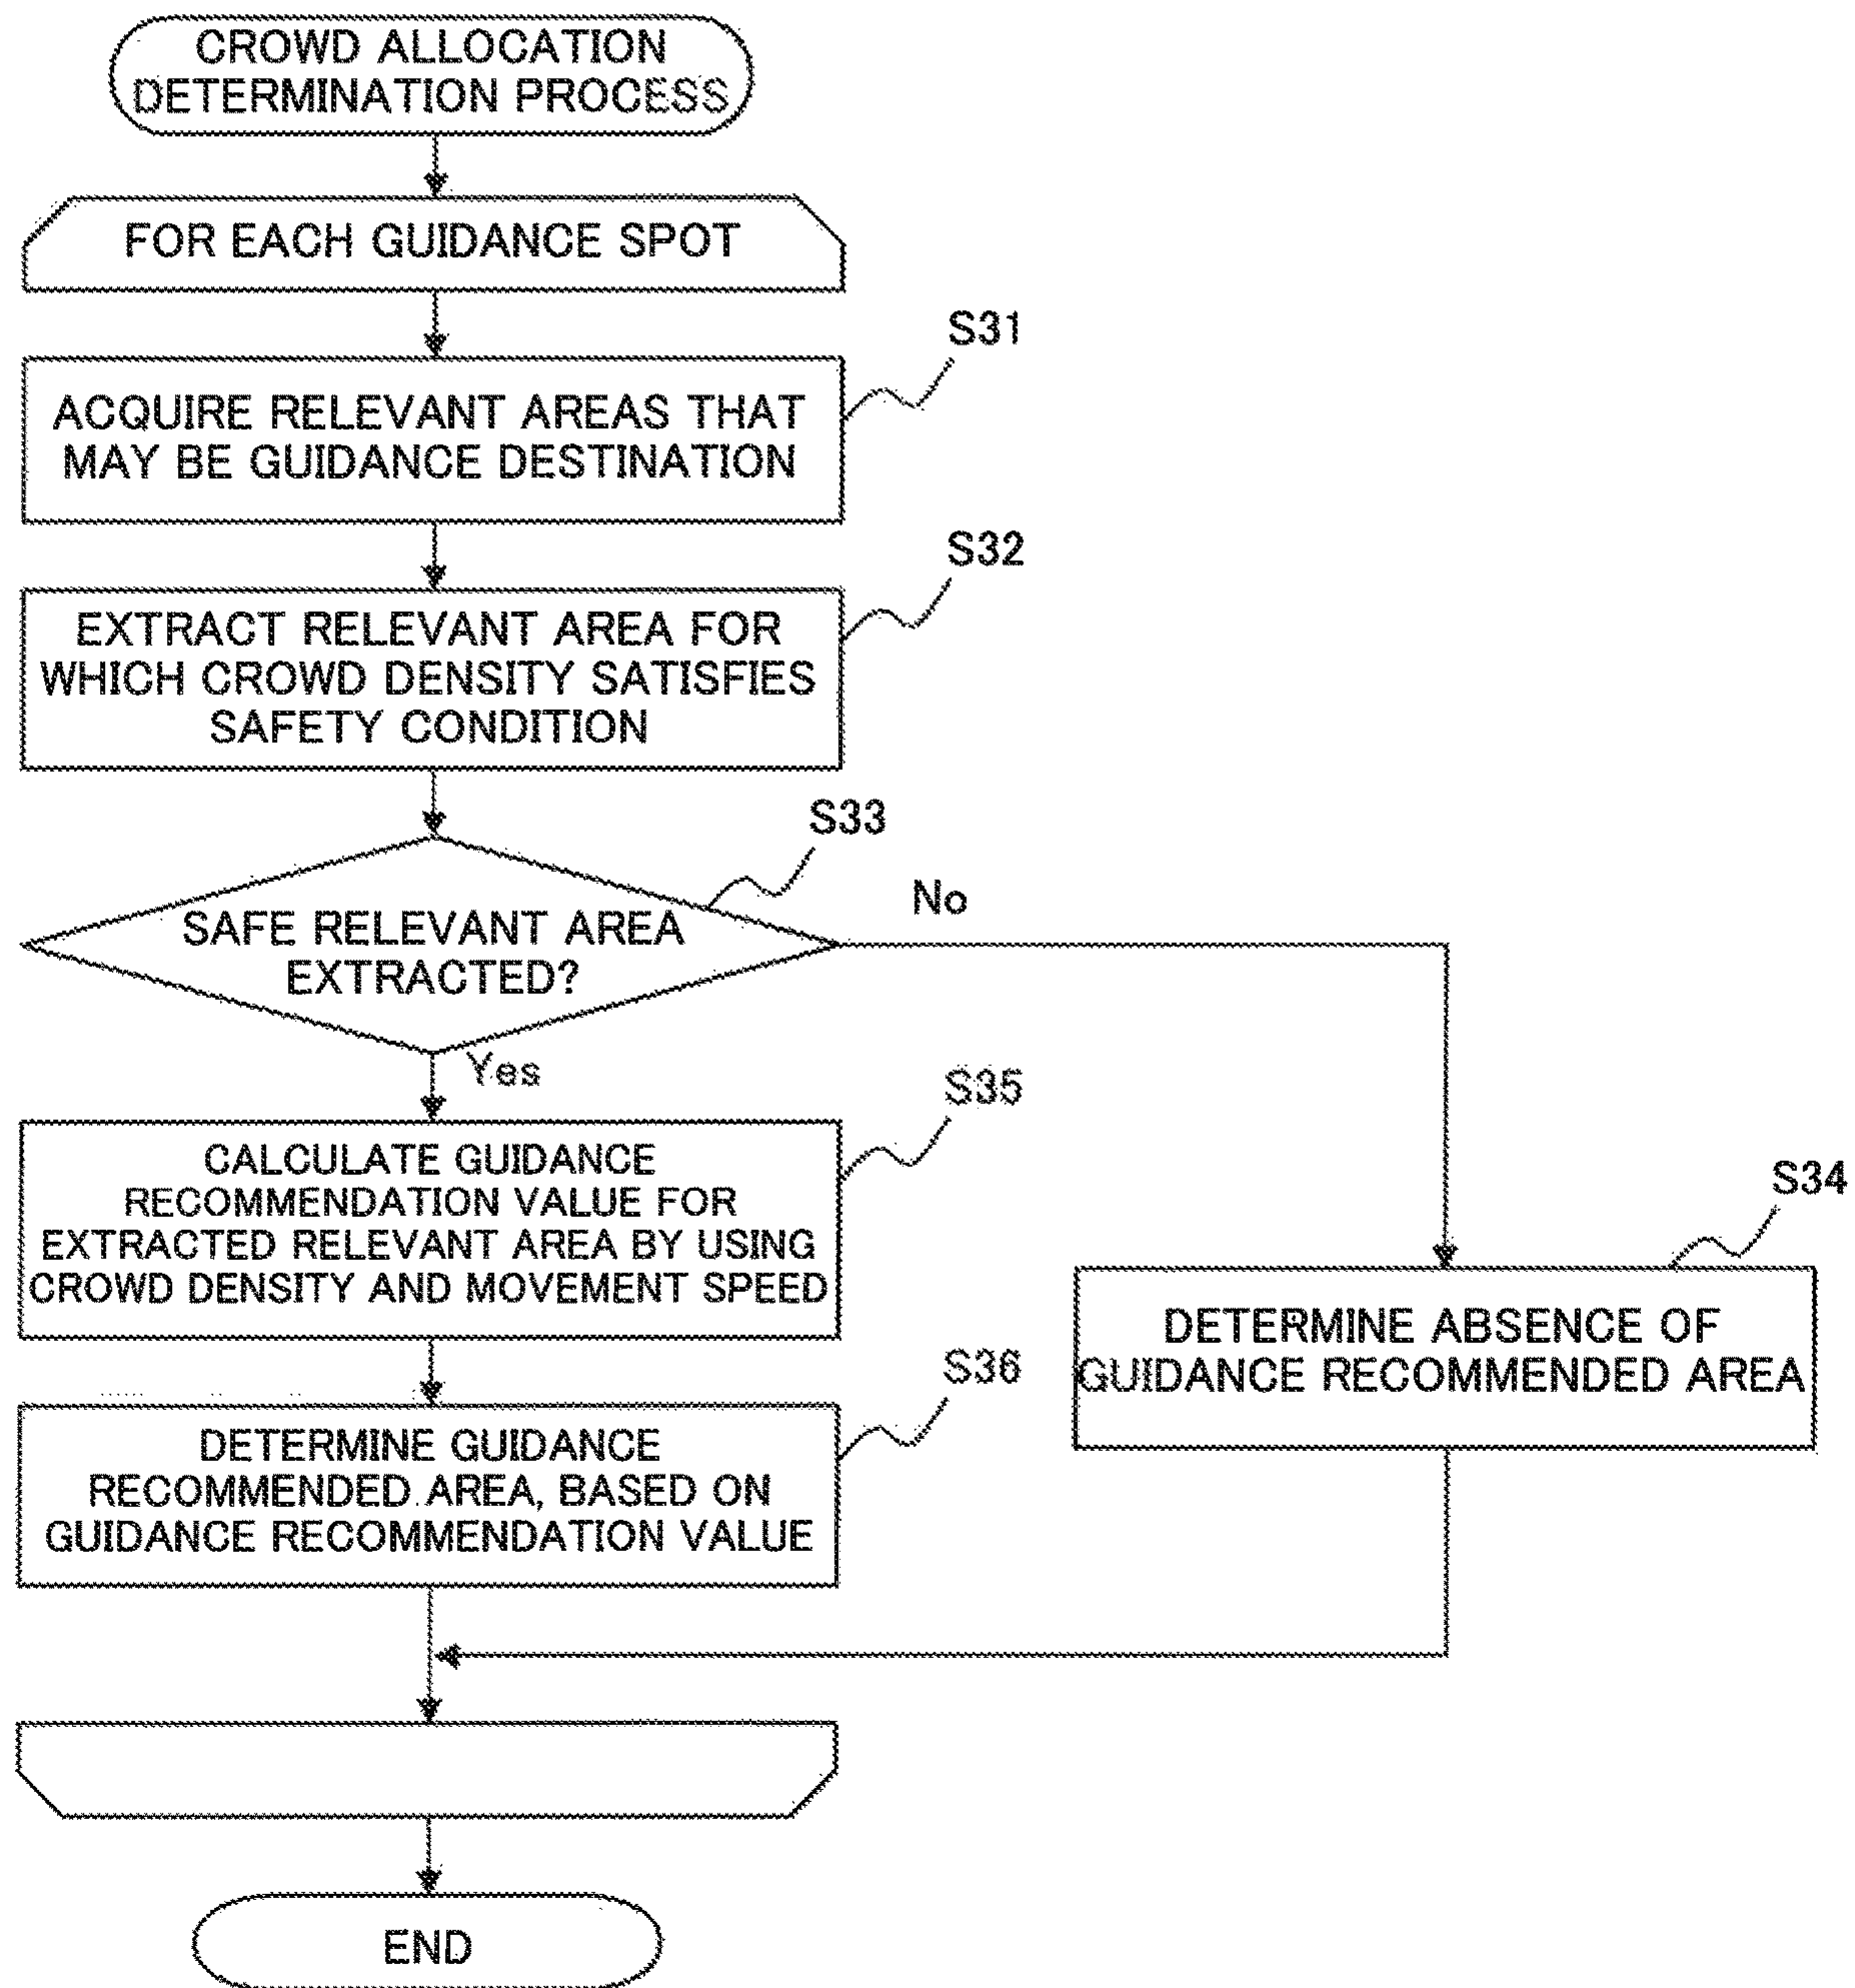 CROWD ALLOCATION
DETERMINATION PROCESS
FOR EACH GUIDANCE SPOT
S31
ACQUIRE RELEVANT AREAS THAT
MAY BE GUIDANCE DESTINATION
S32
EXTRACT RELEVANT AREA FOR
WHICH CROWD DENSITY SATISFIES
SAFETY CONDITION
S33
SAFE RELEVANT AREA
EXTRACTED?
No
Yes
S35
CALCULATE GUIDANCE
RECOMMENDATION VALUE FOR
EXTRACTED RELEVANT AREA BY USING
CROWD DENSITY AND MOVEMENT SPEED
S34
DETERMINE ABSENCE OF
GUIDANCE RECOMMENDED AREA
S36
DETERMINE GUIDANCE
RECOMMENDED AREA, BASED ON
GUIDANCE RECOMMENDATION VALUE
END